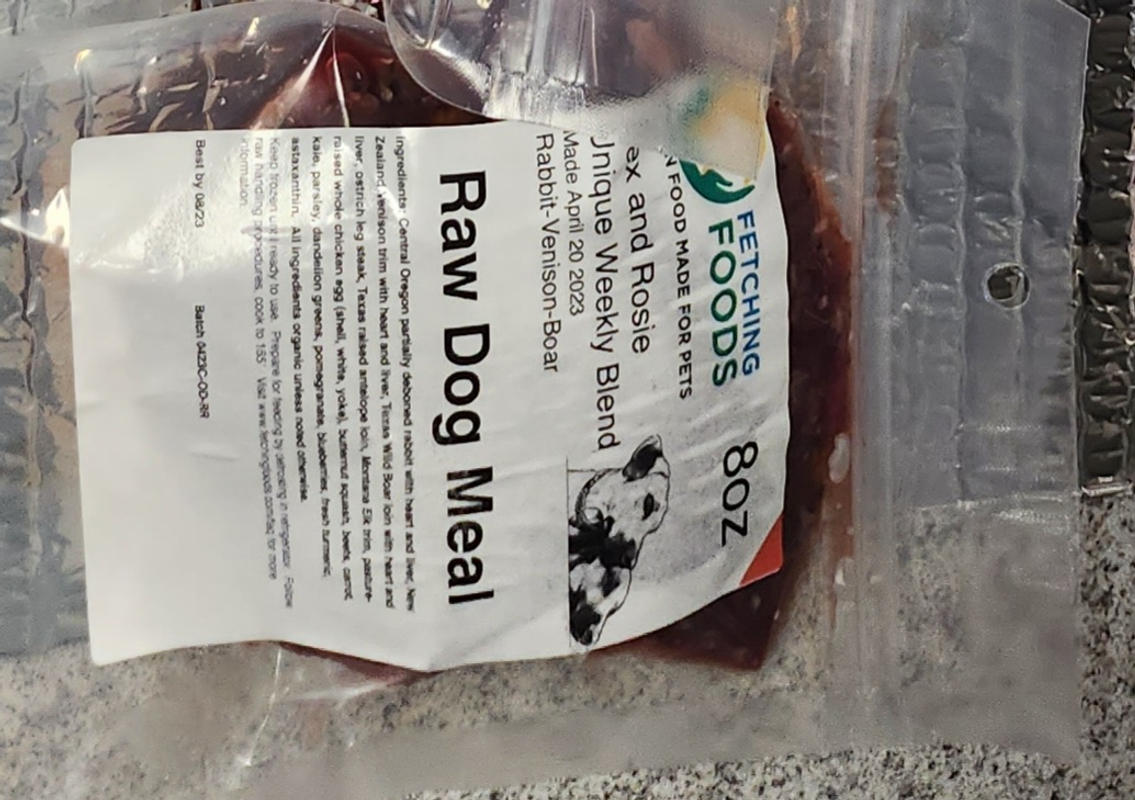 FETCHING
FOODS
8OZ
FOOD MADE FOR PETS
ex and Rosie
Unique Weekly Blend
Made April 20 2023
Rabbit-Venison-Boar
Raw Dog Meal
Ingredients: Central Oregon partially deboned rabbit with heart and liver, New
Zealand Venison trim with heart and liver, Texas Wild Boar loin with heart and
liver, ostrich leg steak, Texas raised antelope loin, Montana Elk trim, pasture-
raised whole chicken egg (shell, white, yoke), butternut squash, beets, carrot
kale, parsley, dandelion greens, pomegranate, blueberries, fresh turmeric,
astaxanthin. All ingredients organic unless noted otherwise.
Keep frozen until ready to use. Prepare for feeding by defrosting in refrigerator. Follow
raw handling procedures, cook to 165°. Visit www.fetchingfoods.com/faq for more
information.
Best by 08/23 Batch 0423C-OO-RR